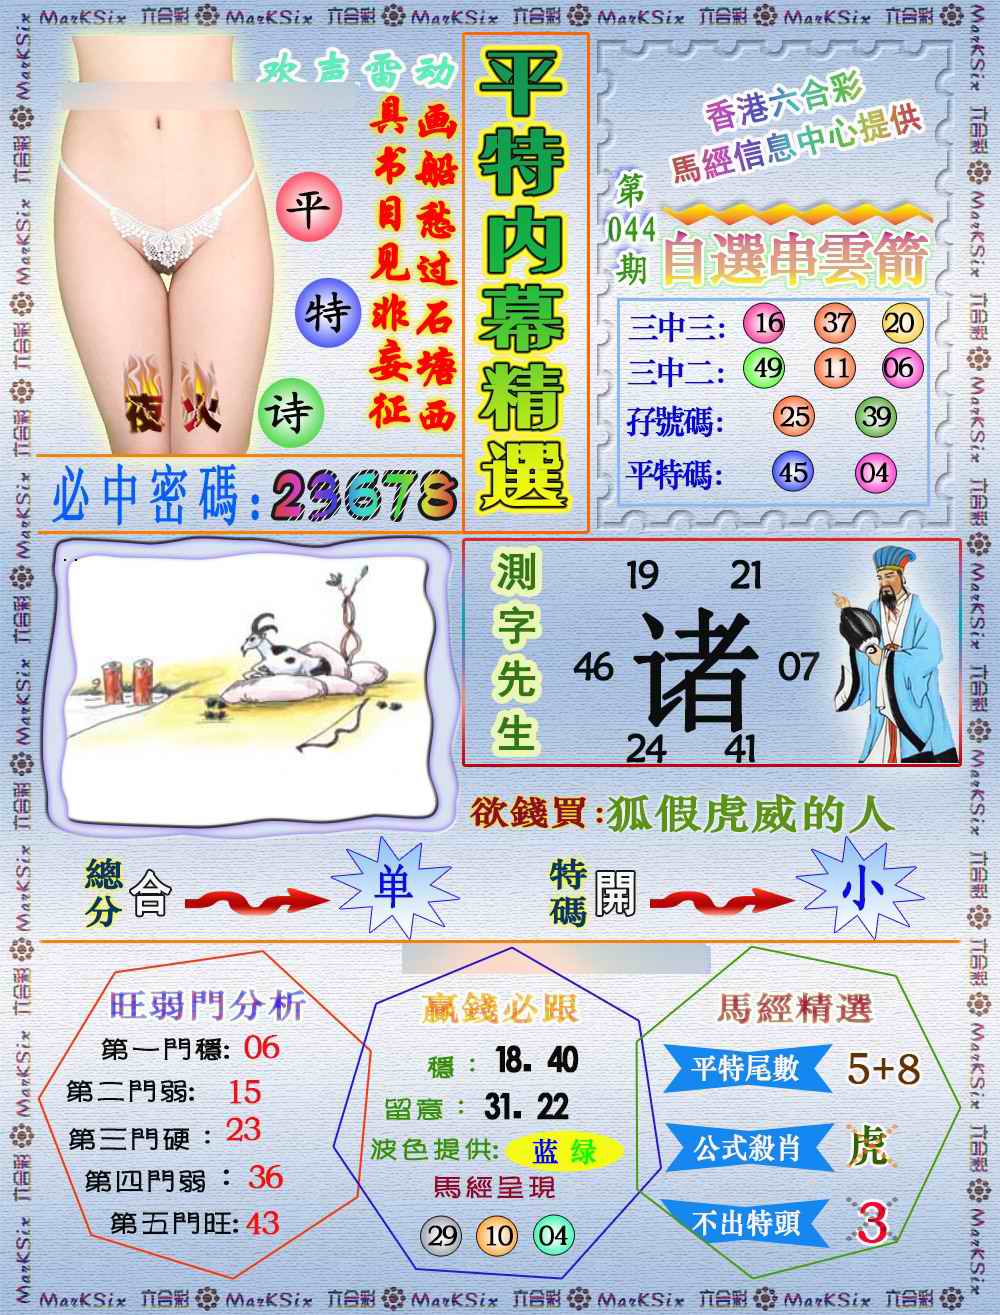 MarKSix 六合彩 MarKSix 六合彩 MarKSix 六合彩 MarKSix 六合彩 MarKSix 六合彩
欢声雷动
画船愁过石塘西
具书目见非妄征
平
特
诗
夜火
必中密碼:23678
平特内幕精選
香港六合彩
馬經信息中心提供
第
044
期
自選串雲箭
三中三: 16 37 20
三中二: 49 11 06
孖號碼: 25 39
平特碼: 45 04
測字先生
19 21
46 诸 07
24 41
欲錢買:狐假虎威的人
總分 合 单
特碼 開 小
旺弱門分析
第一門穩: 06
第二門弱: 15
第三門硬: 23
第四門弱: 36
第五門旺: 43
赢錢必跟
穩: 18. 40
留意: 31. 22
波色提供: 蓝 绿
馬經呈現
29 10 04
馬經精選
平特尾數 5+8
公式殺肖 虎
不出特頭 3
MarKSix 六合彩 MarKSix 六合彩 MarKSix 六合彩 MarKSix 六合彩 MarKSix 六合彩